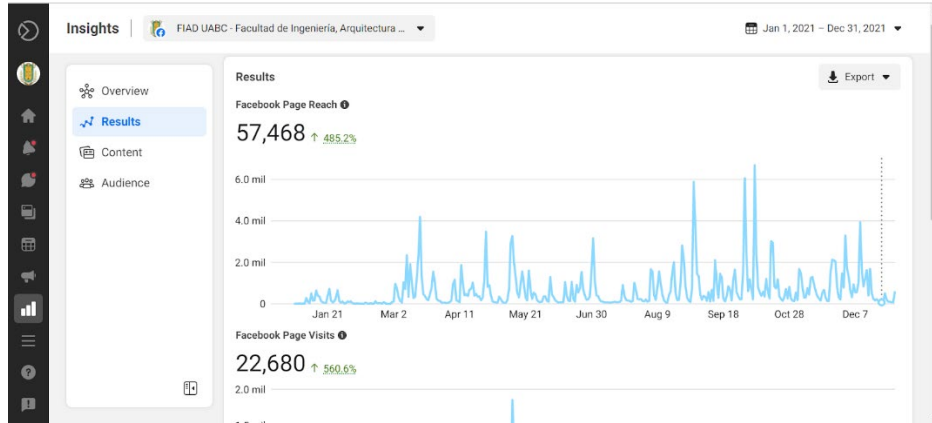 Insights
FIAD UABC - Facultad de Ingeniería, Arquitectura ...
Jan 1, 2021 – Dec 31, 2021
Overview
Results
Content
Audience
Results
Export
Facebook Page Reach
57,468 ↑ 485.2%
6.0 mil
4.0 mil
2.0 mil
0
Jan 21 Mar 2 Apr 11 May 21 Jun 30 Aug 9 Sep 18 Oct 28 Dec 7
Facebook Page Visits
22,680 ↑ 560.6%
2.0 mil